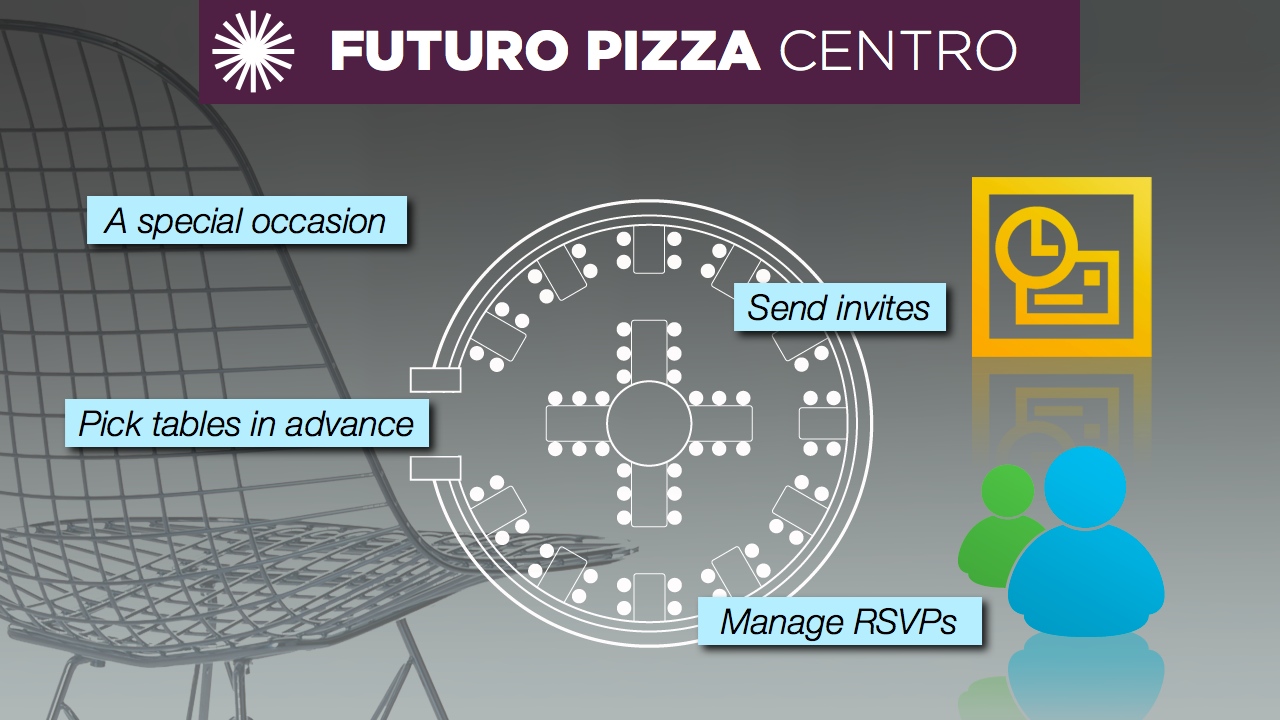 FUTURO PIZZA CENTRO
A special occasion
Send invites
Pick tables in advance
Manage RSVPs